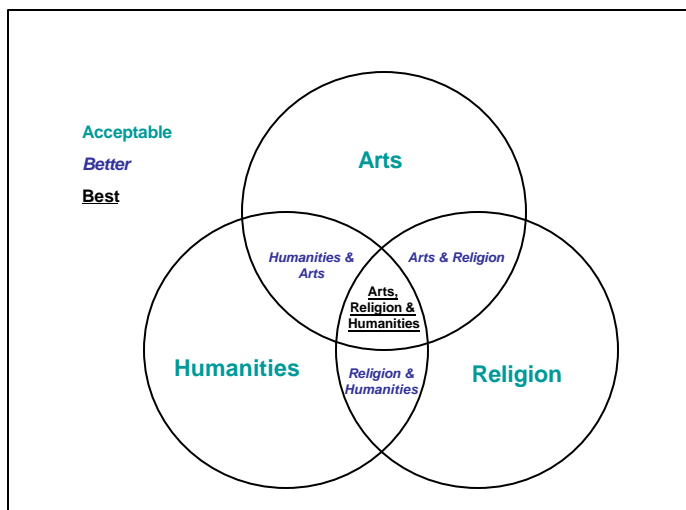 Acceptable
Better
Best
Arts
Humanities &
Arts
Arts & Religion
Arts,
Religion &
Humanities
Humanities
Religion &
Humanities
Religion